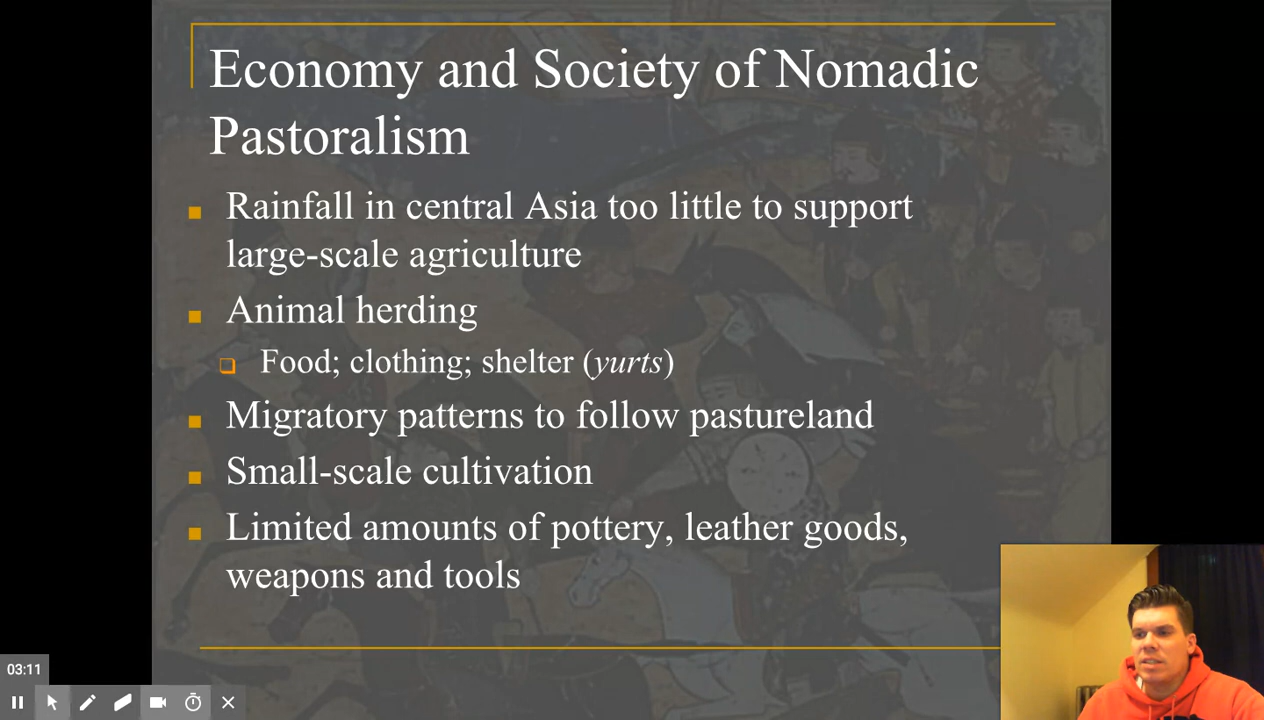 Economy and Society of Nomadic
Pastoralism
Rainfall in central Asia too little to support
large-scale agriculture
Animal herding
Food; clothing; shelter (yurts)
Migratory patterns to follow pastureland
Small-scale cultivation
Limited amounts of pottery, leather goods,
weapons and tools
03:11